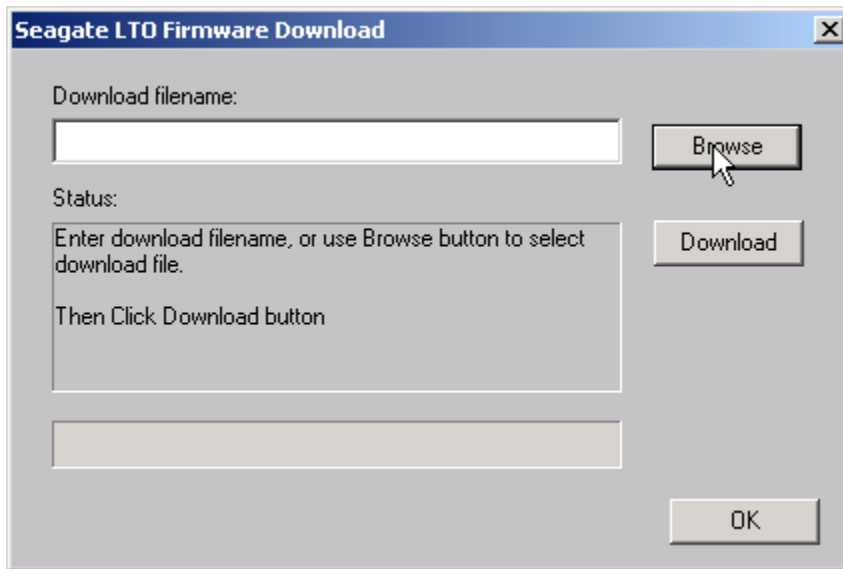 Seagate LTO Firmware Download
Download filename:
Browse
Status:
Enter download filename, or use Browse button to select
download file.
Then Click Download button
Download
OK